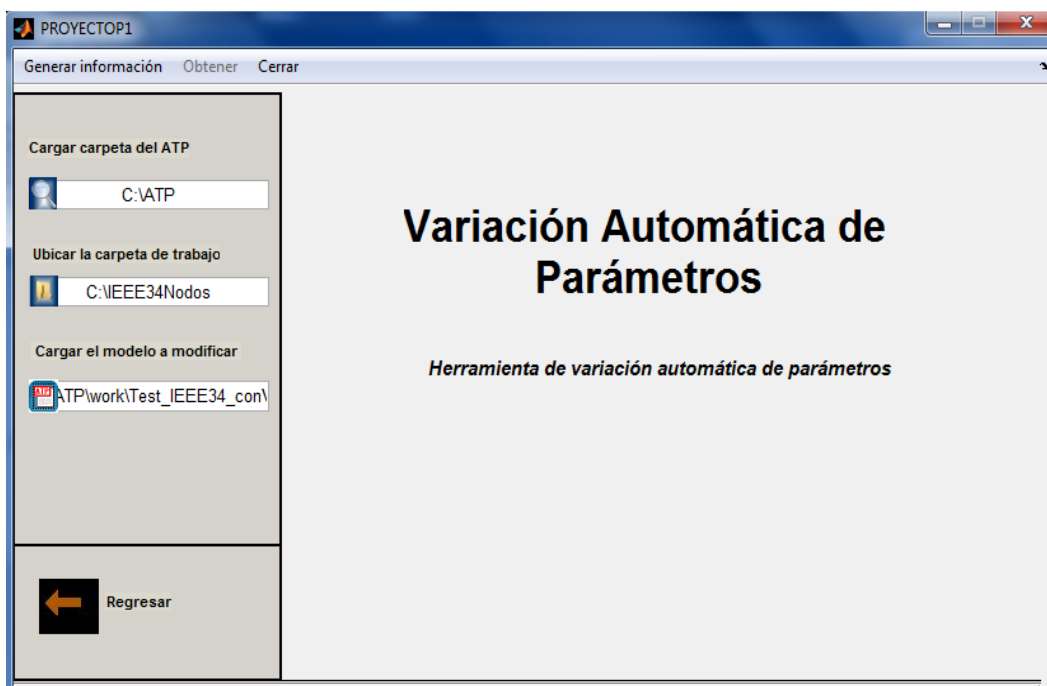 PROYECTOP1
Generar información Obtener Cerrar
Cargar carpeta del ATP
C:\ATP
Ubicar la carpeta de trabajo
C:\IEEE34Nodos
Cargar el modelo a modificar
ATP\work\Test_IEEE34_con\
Regresar
Variación Automática de
Parámetros
Herramienta de variación automática de parámetros